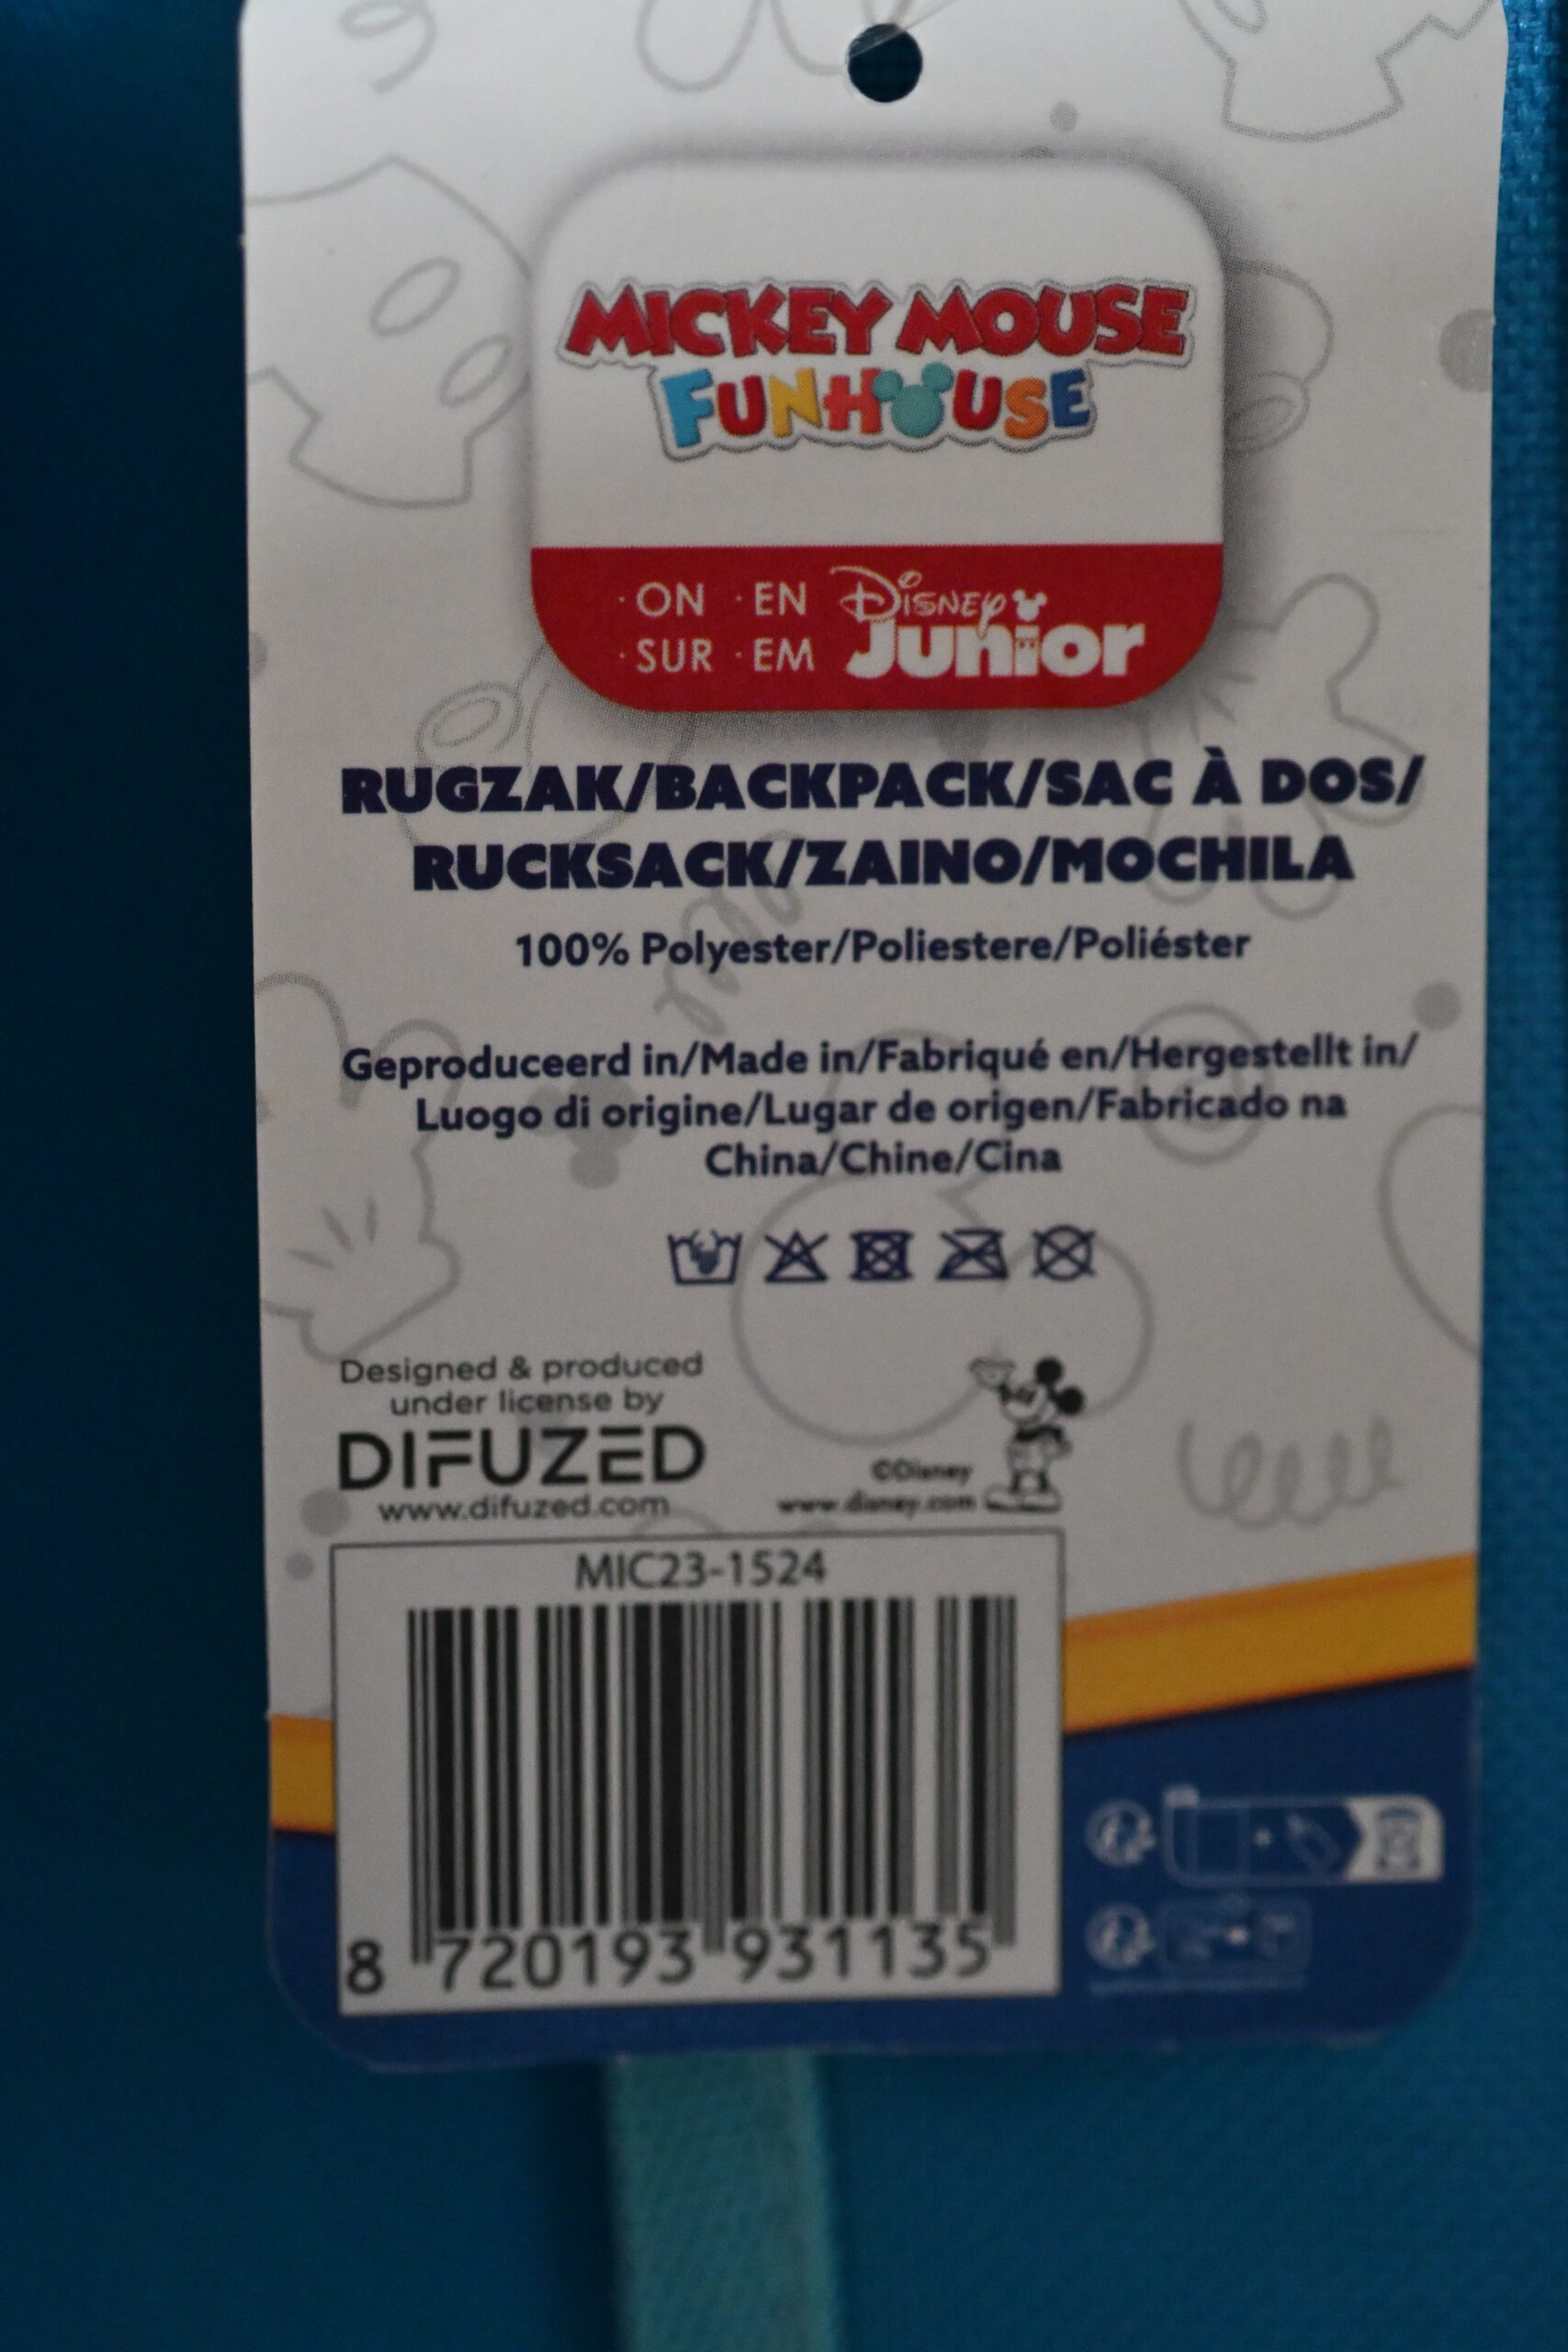 MICKEY MOUSE
FUNHOUSE
· ON · EN DISNEY
· SUR · EM Junior
RUGZAK/BACKPACK/SAC À DOS/
RUCKSACK/ZAINO/MOCHILA
100% Polyester/Poliestere/Poliéster
Geproduceerd in/Made in/Fabriqué en/Hergestellt in/
Luogo di origine/Lugar de origen/Fabricado na
China/Chine/Cina
Designed & produced
under license by
DIFUZED
www.difuzed.com
©Disney
www.disney.com
MIC23-1524
8 720193 931135